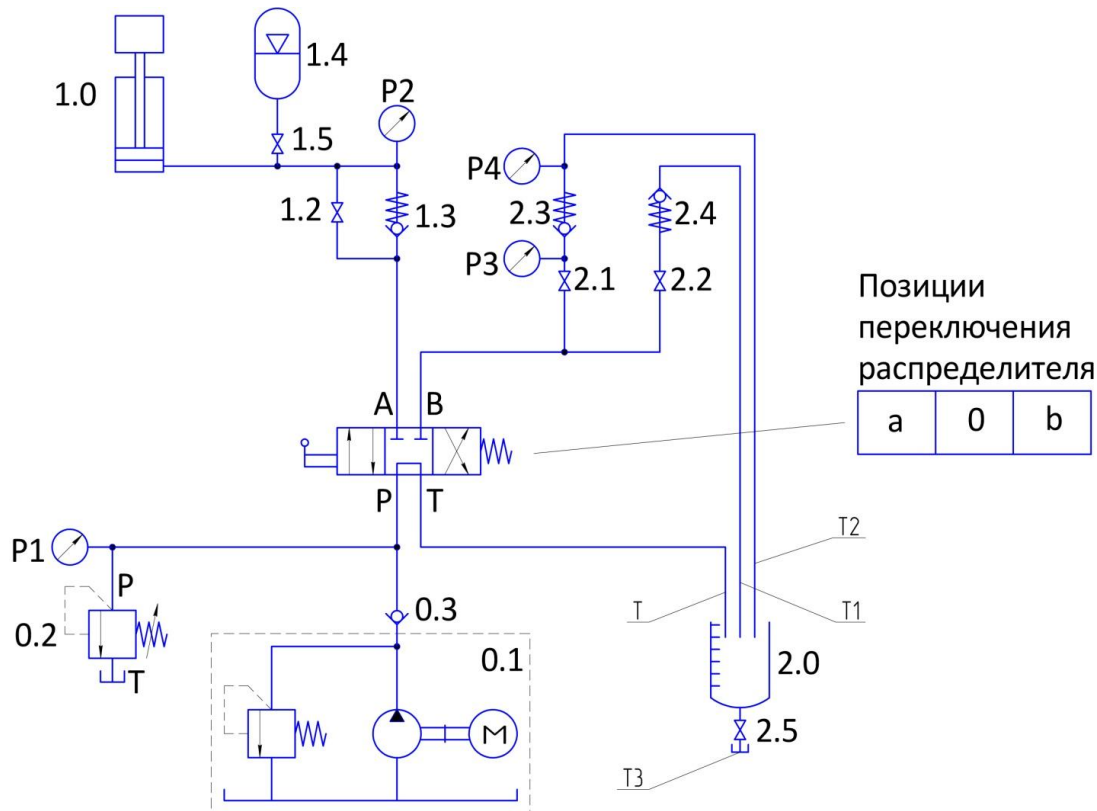 1.0
1.4
P2
1.5
1.2
1.3
P4
2.3
2.4
P3
2.1
2.2
Позиции
переключения
распределителя
a 0 b
A B
P T
P1
P
0.2
T
0.3
0.1
M
T2
T
T1
2.0
2.5
T3